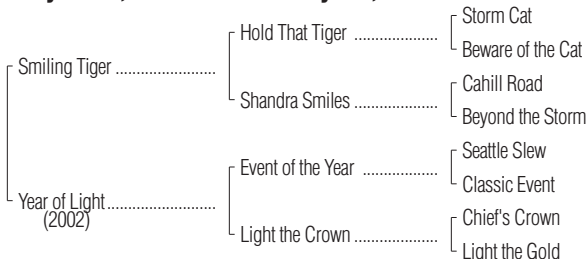 Storm Cat
Hold That Tiger ..................
Beware of the Cat
Smiling Tiger .......................
Cahill Road
Shandra Smiles ....................
Beyond the Storm
Seattle Slew
Event of the Year .................
Classic Event
Year of Light.........................
(2002)
Chief's Crown
Light the Crown ....................
Light the Gold